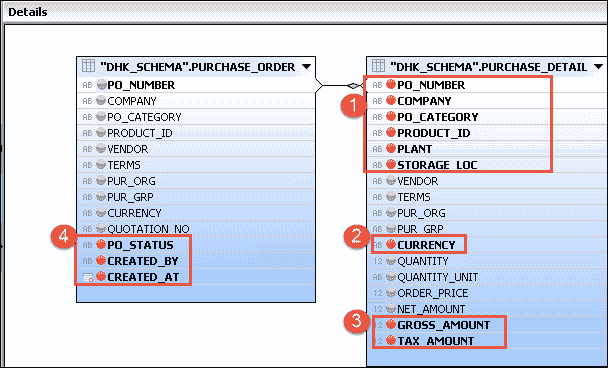 Details
"DHK_SCHEMA".PURCHASE_ORDER
AB PO_NUMBER
AB COMPANY
AB PO_CATEGORY
AB PRODUCT_ID
AB VENDOR
AB TERMS
AB PUR_ORG
AB PUR_GRP
AB CURRENCY
AB QUOTATION_NO
4
AB PO_STATUS
AB CREATED_BY
CREATED_AT
"DHK_SCHEMA".PURCHASE_DETAIL
AB PO_NUMBER
1
AB COMPANY
AB PO_CATEGORY
AB PRODUCT_ID
AB PLANT
AB STORAGE_LOC
AB VENDOR
AB TERMS
AB PUR_ORG
AB PUR_GRP
2
AB CURRENCY
12 QUANTITY
AB QUANTITY_UNIT
12 ORDER_PRICE
12 NET_AMOUNT
3
12 GROSS_AMOUNT
12 TAX_AMOUNT